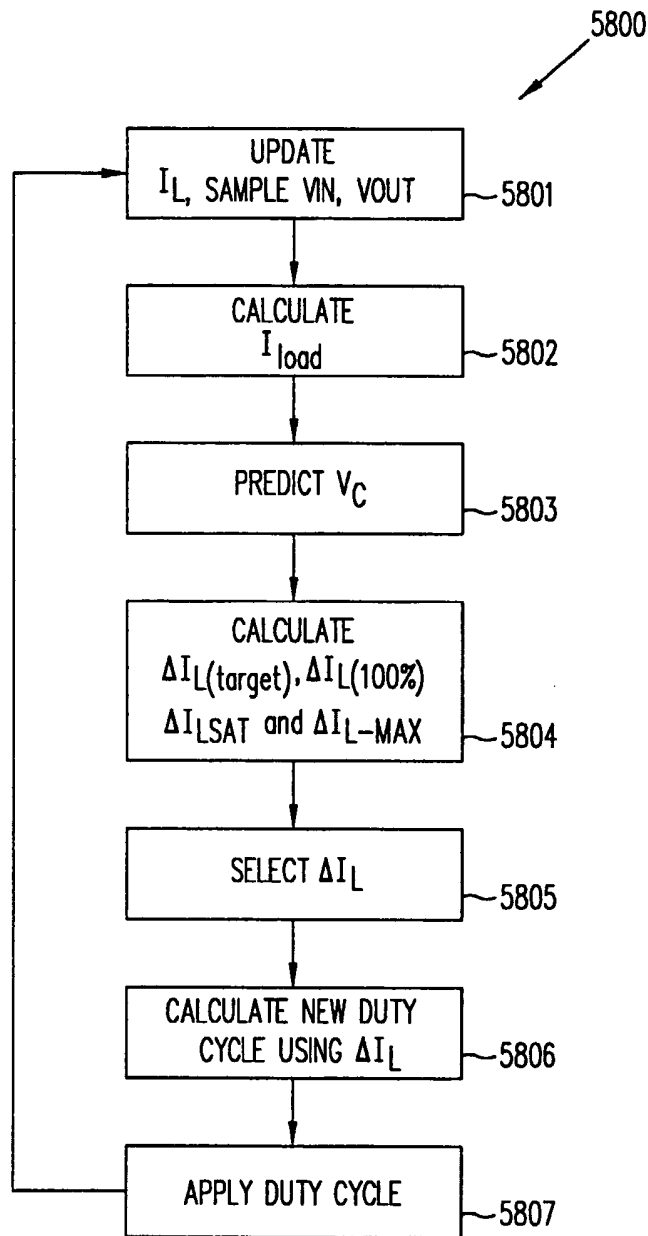 5800
UPDATE
IL, SAMPLE VIN, VOUT
5801
CALCULATE
Iload
5802
PREDICT VC
5803
CALCULATE
ΔIL(target), ΔIL(100%)
ΔILSAT and ΔIL-MAX
5804
SELECT ΔIL
5805
CALCULATE NEW DUTY
CYCLE USING ΔIL
5806
APPLY DUTY CYCLE
5807